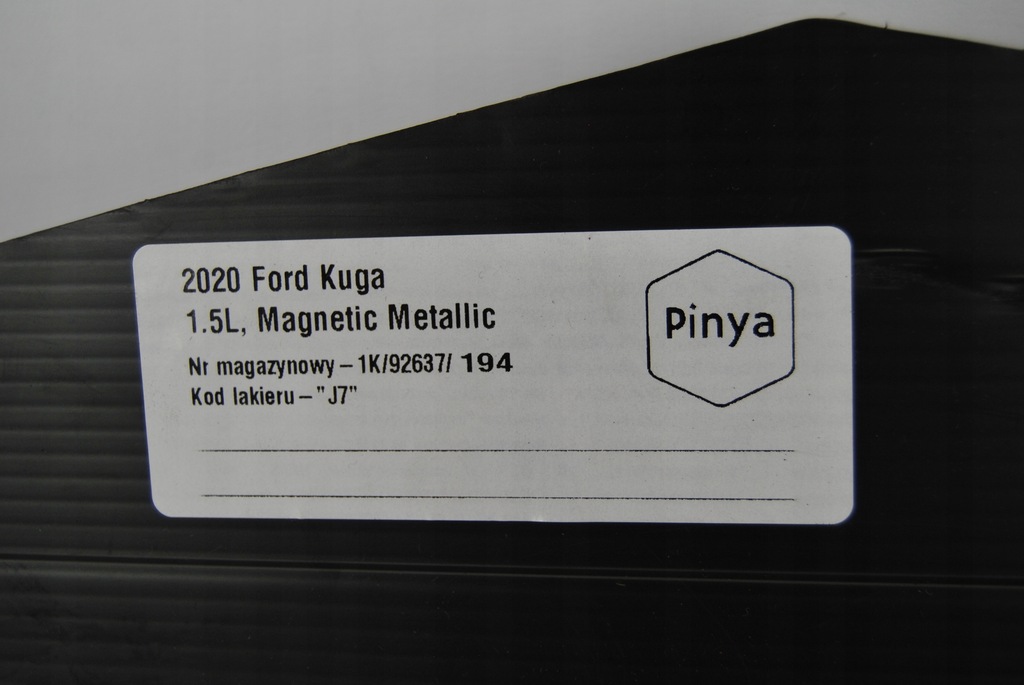 2020 Ford Kuga
1.5L, Magnetic Metallic
Nr magazynowy – 1K/92637/ 194
Kod lakieru – "J7"
Pinya